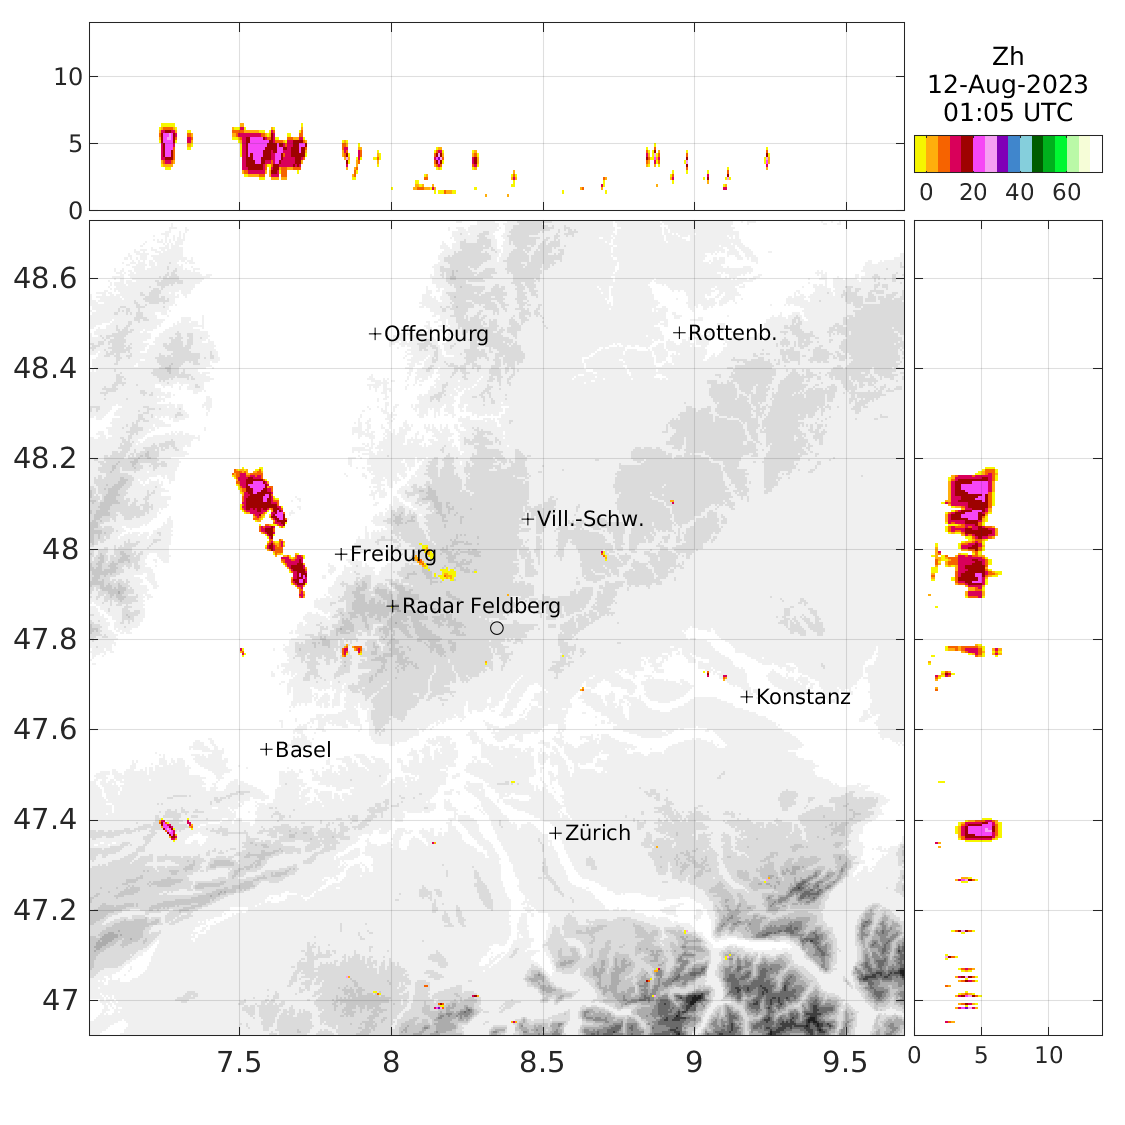 Zh
12-Aug-2023
01:05 UTC
0 20 40 60
10
5
0
48.6
48.4
48.2
48
47.8
47.6
47.4
47.2
47
+Offenburg
+Rottenb.
+Vill.-Schw.
+Freiburg
+Radar Feldberg
+Konstanz
+Basel
+Zürich
7.5 8 8.5 9 9.5
0 5 10